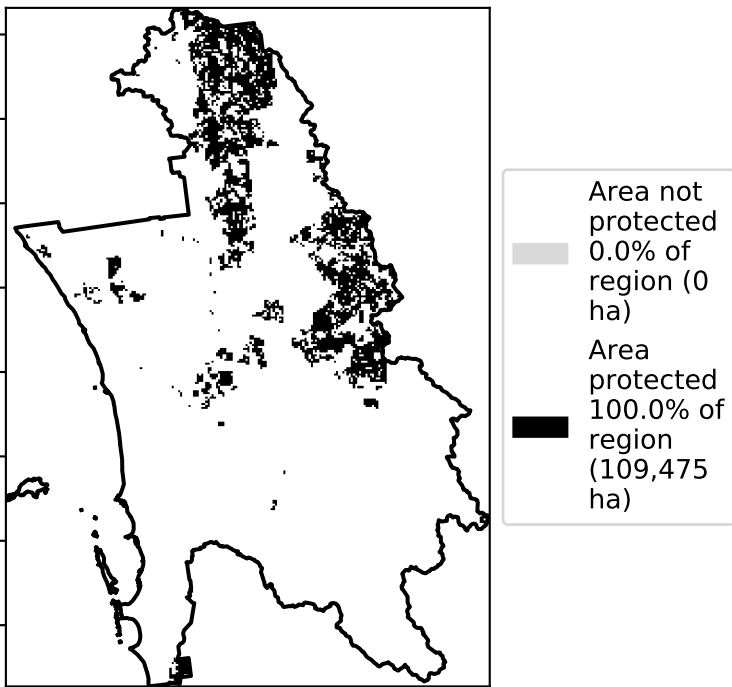 Area not
protected
0.0% of
region (0
ha)
Area
protected
100.0% of
region
(109,475
ha)